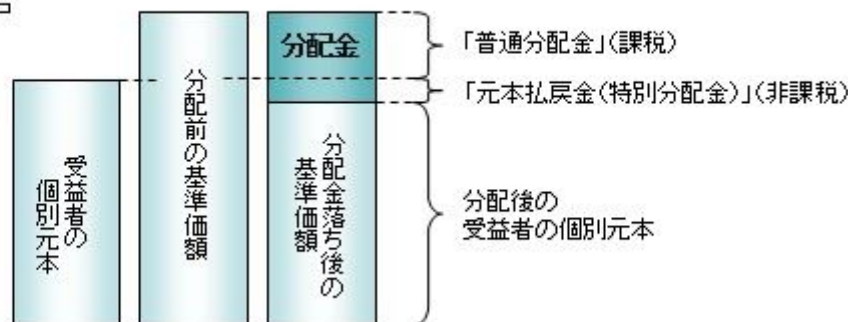 受益者の
個別元本
分配前の基準価額
分配金
分配金落ち後の
基準価額
「普通分配金」(課税)
「元本払戻金(特別分配金)」(非課税)
分配後の
受益者の個別元本